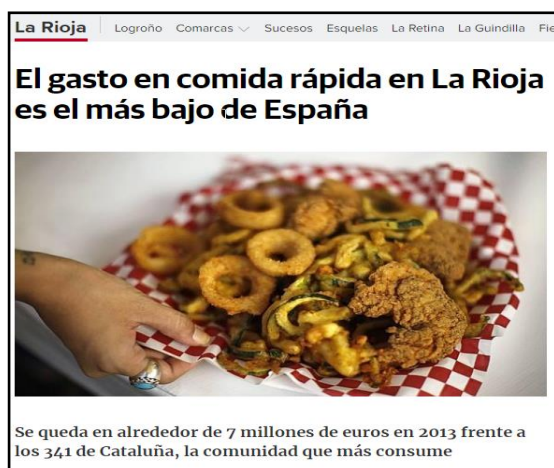 La Rioja Logroño Comarcas Sucesos Esquelas La Retina La Guindilla Fie
El gasto en comida rápida en La Rioja
es el más bajo de España
Se queda en alrededor de 7 millones de euros en 2013 frente a
los 341 de Cataluña, la comunidad que más consume